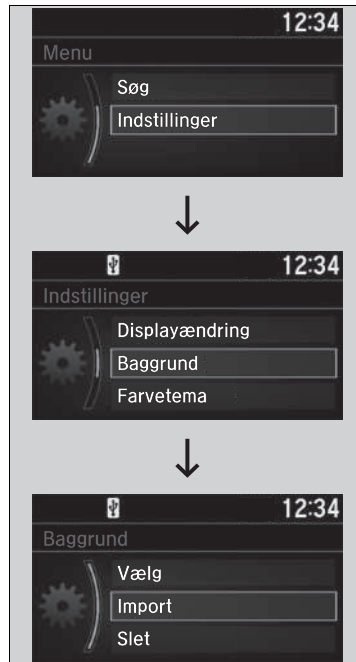 12:34
Menu
Søg
Indstillinger
12:34
Indstillinger
Displayændring
Baggrund
Farvetema
12:34
Baggrund
Vælg
Import
Slet